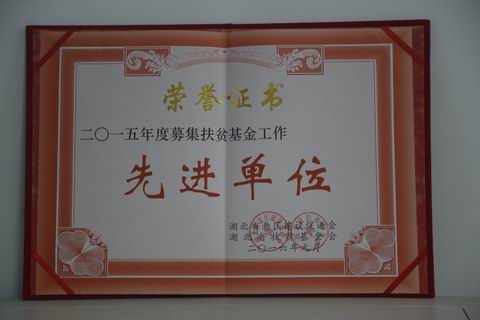 荣誉证书
二〇一五年度募集扶贫基金工作
先进单位
湖北省老区建设促进会
湖北省扶贫基金会
二〇一六年元月